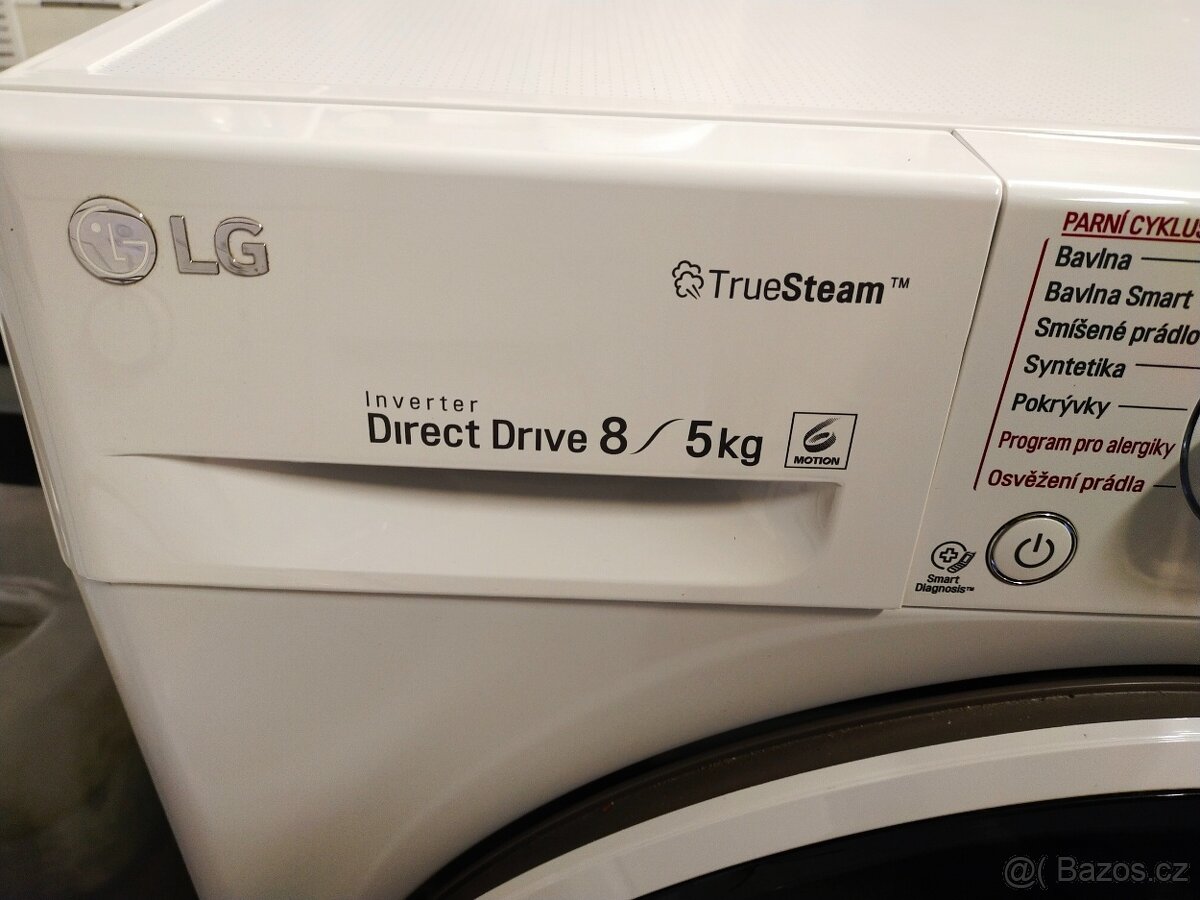 LG
TrueSteam™
Inverter
Direct Drive 8/5kg
6
MOTION
PARNÍ CYKLUS
Bavlna
Bavlna Smart
Smíšené prádlo
Syntetika
Pokrývky
Program pro alergiky
Osvěžení prádla
Smart
Diagnosis™
@( Bazos.cz